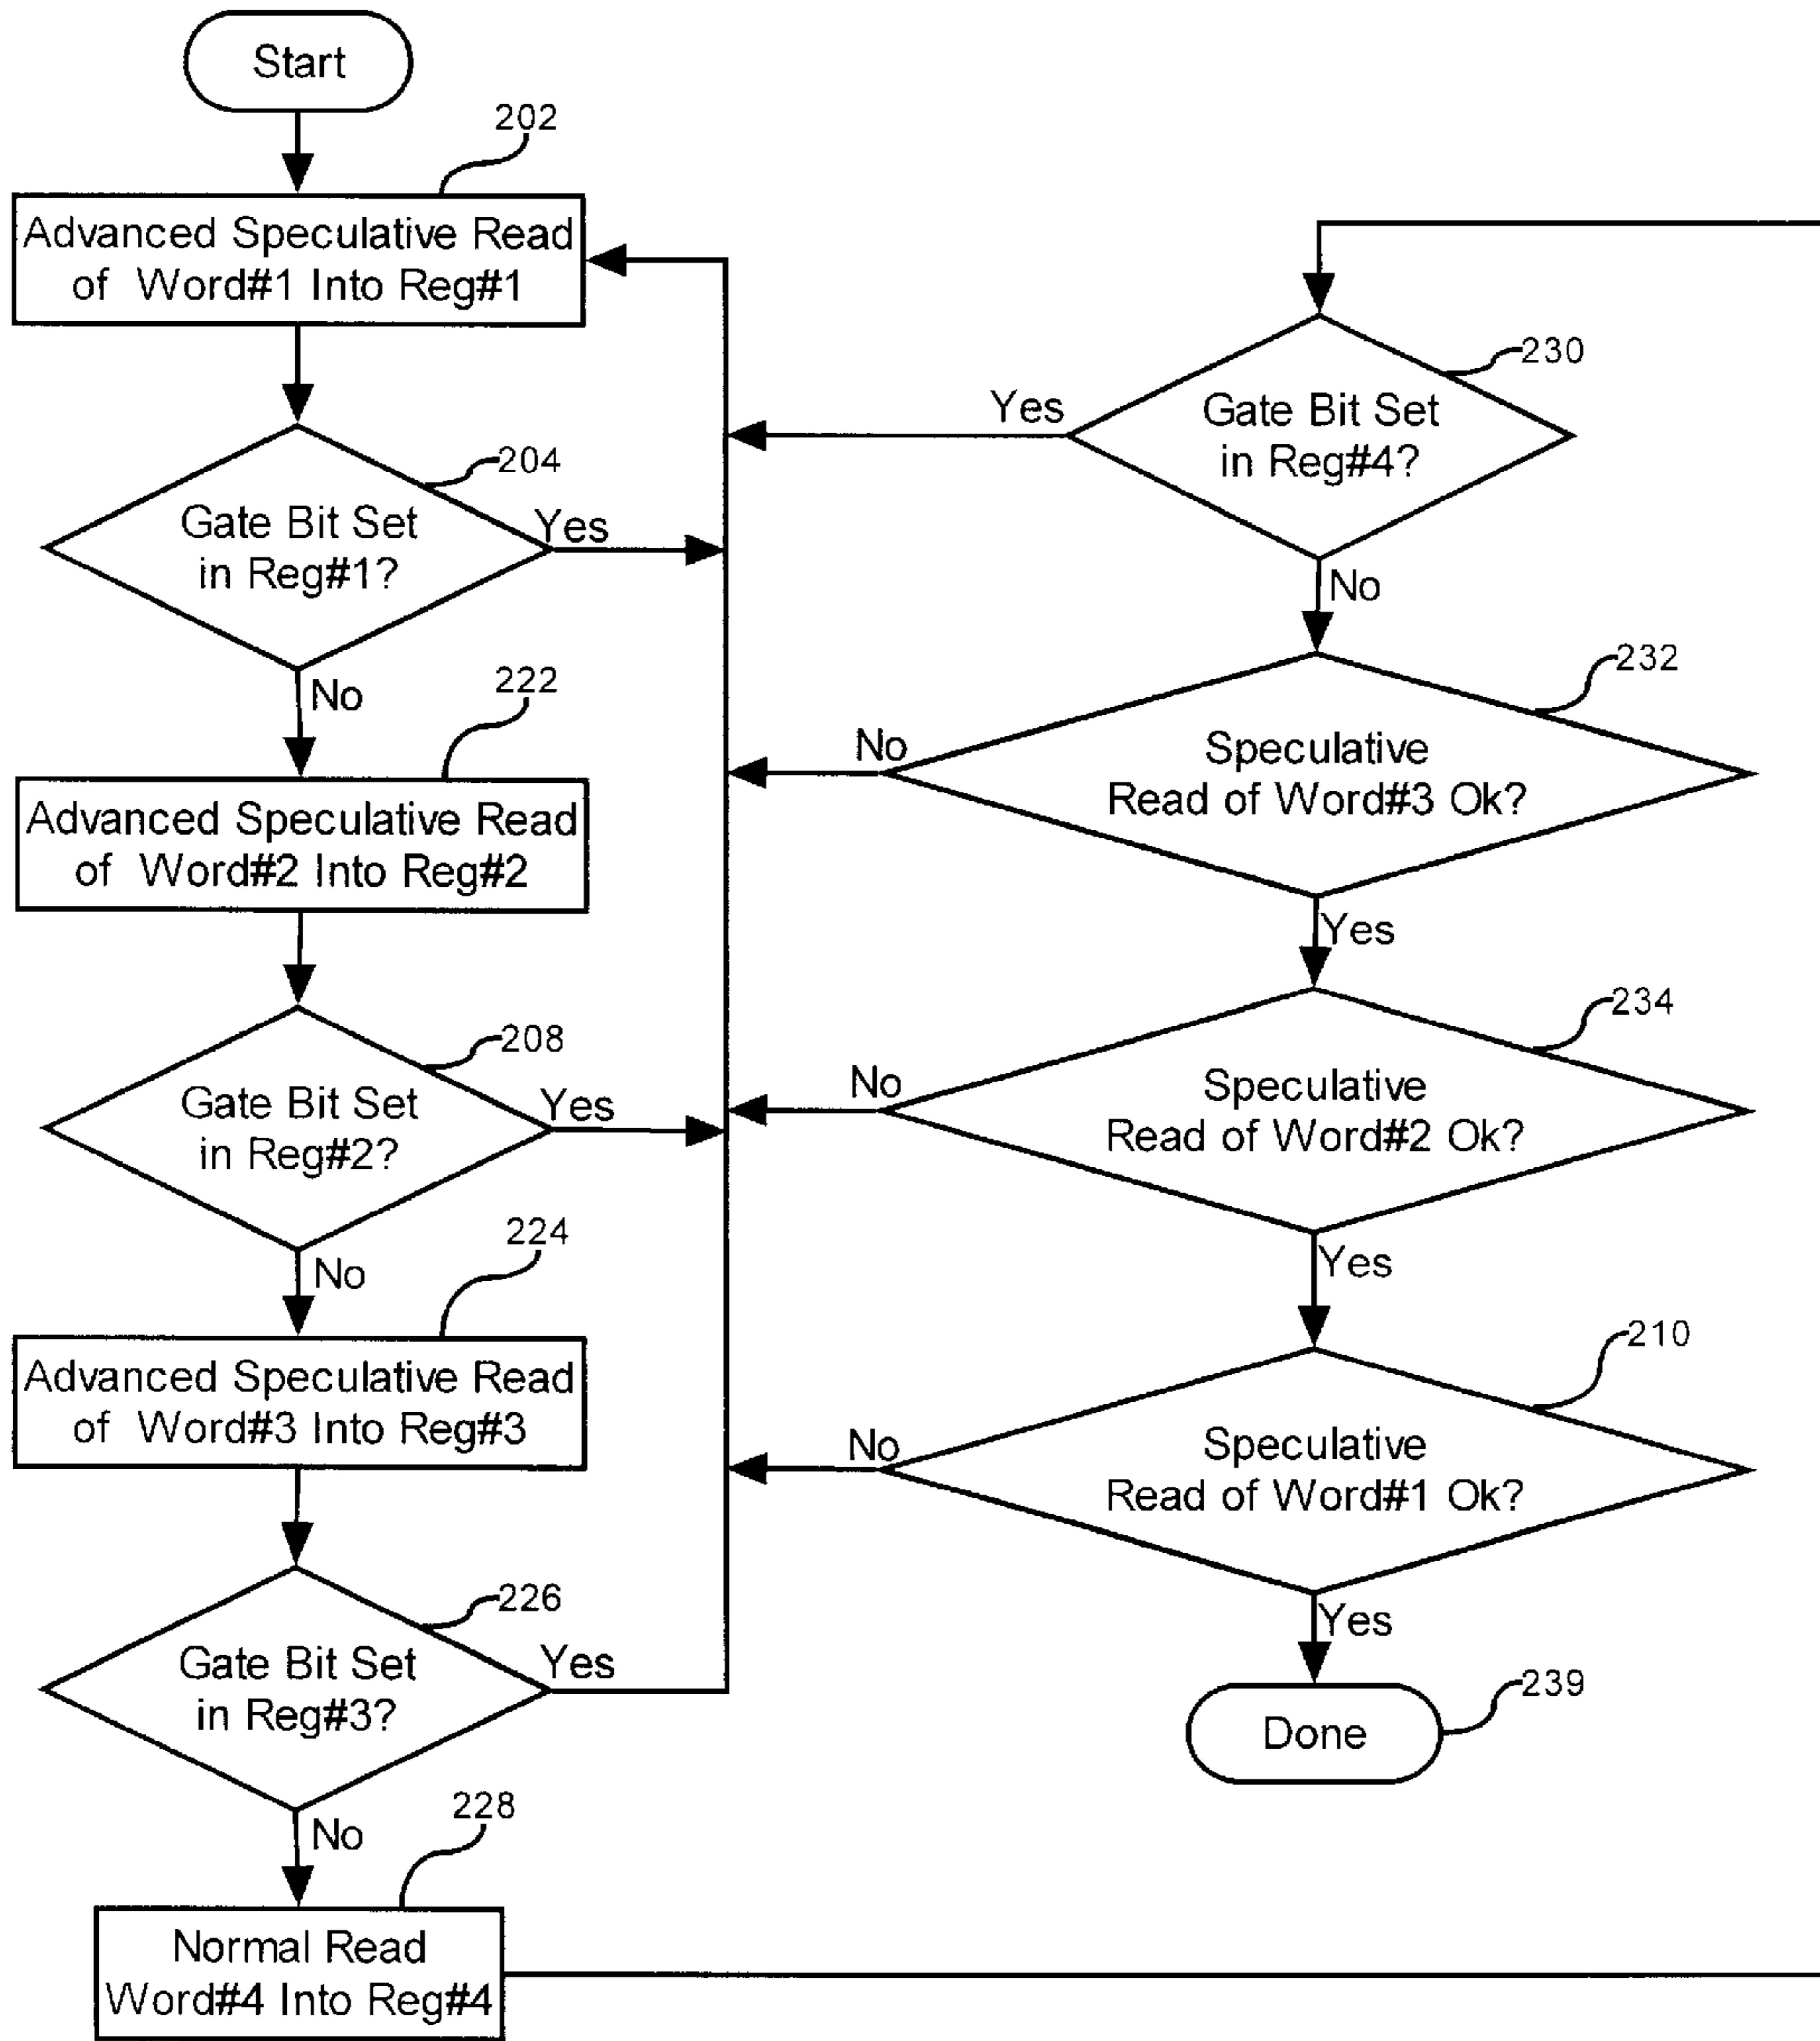 Start
202
Advanced Speculative Read
of Word#1 Into Reg#1
204
Gate Bit Set
in Reg#1?
Yes
No
222
Advanced Speculative Read
of Word#2 Into Reg#2
208
Gate Bit Set
in Reg#2?
Yes
No
224
Advanced Speculative Read
of Word#3 Into Reg#3
226
Gate Bit Set
in Reg#3?
Yes
No
228
Normal Read
Word#4 Into Reg#4
230
Gate Bit Set
in Reg#4?
Yes
No
232
Speculative
Read of Word#3 Ok?
No
Yes
234
Speculative
Read of Word#2 Ok?
No
Yes
210
Speculative
Read of Word#1 Ok?
No
Yes
239
Done